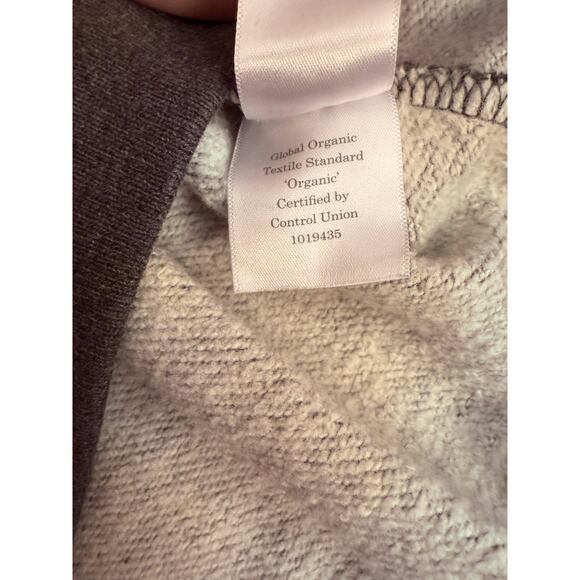 Global Organic
Textile Standard
'Organic'
Certified by
Control Union
1019435